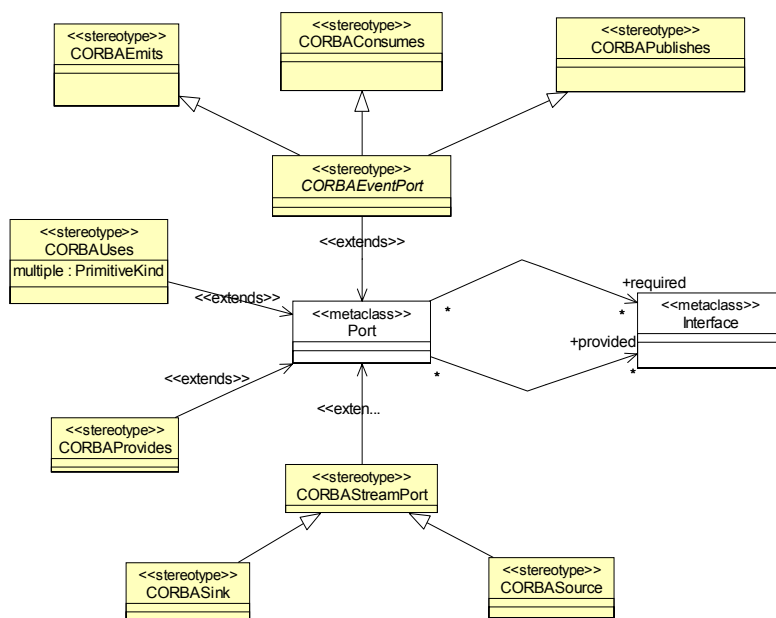 <<stereotype>>
CORBAEmits
<<stereotype>>
CORBAConsumes
<<stereotype>>
CORBAPublishes
<<stereotype>>
CORBAEventPort
<<stereotype>>
CORBAUses
multiple : PrimitiveKind
<<extends>>
<<extends>>
<<metaclass>>
Port
*
+required
*
<<metaclass>>
Interface
+provided
*
*
<<extends>>
<<exten...
<<stereotype>>
CORBAProvides
<<stereotype>>
CORBAStreamPort
<<stereotype>>
CORBASink
<<stereotype>>
CORBASource